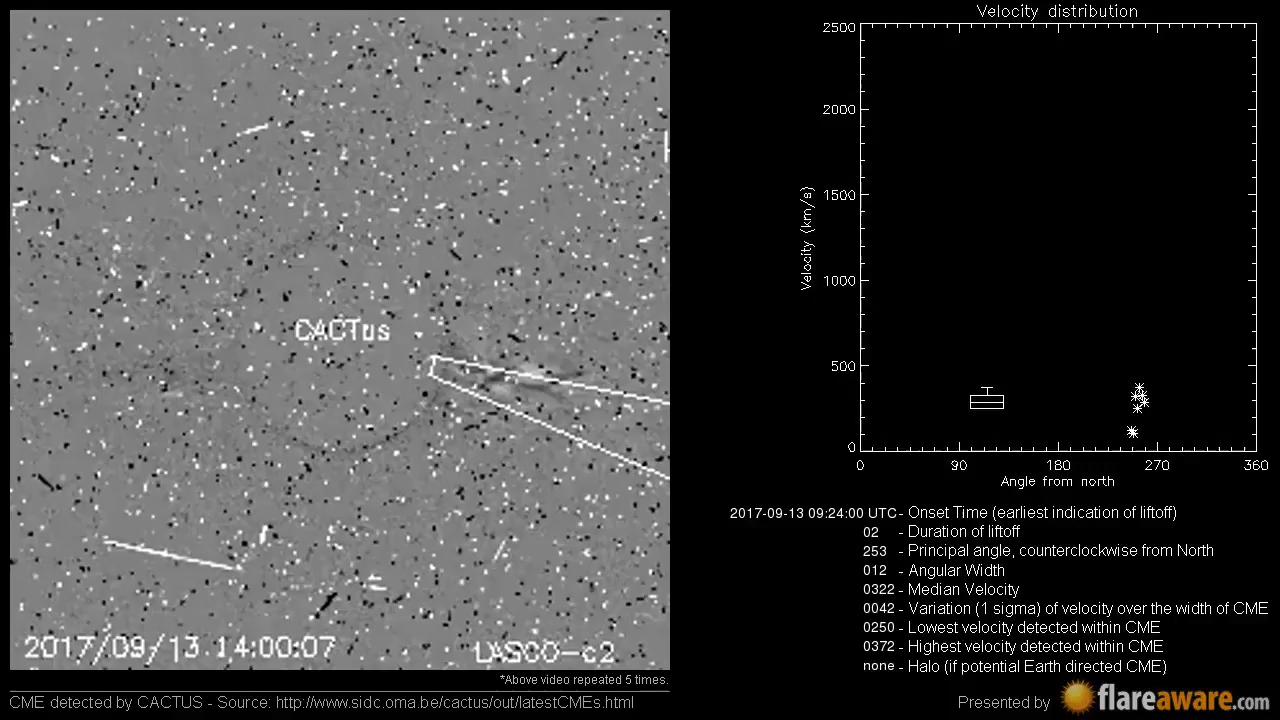 Velocity distribution
2500
2000
1500
1000
500
0
Velocity (km/s)
0 90 180 270 360
Angle from north
CACTus
2017/09/13 14:00:07
LASCO-c2
2017-09-13 09:24:00 UTC - Onset Time (earliest indication of liftoff)
02 - Duration of liftoff
253 - Principal angle, counterclockwise from North
012 - Angular Width
0322 - Median Velocity
0042 - Variation (1 sigma) of velocity over the width of CME
0250 - Lowest velocity detected within CME
0372 - Highest velocity detected within CME
none - Halo (if potential Earth directed CME)
*Above video repeated 5 times.
CME detected by CACTUS - Source: http://www.sidc.oma.be/cactus/out/latestCMEs.html
Presented by flareaware.com